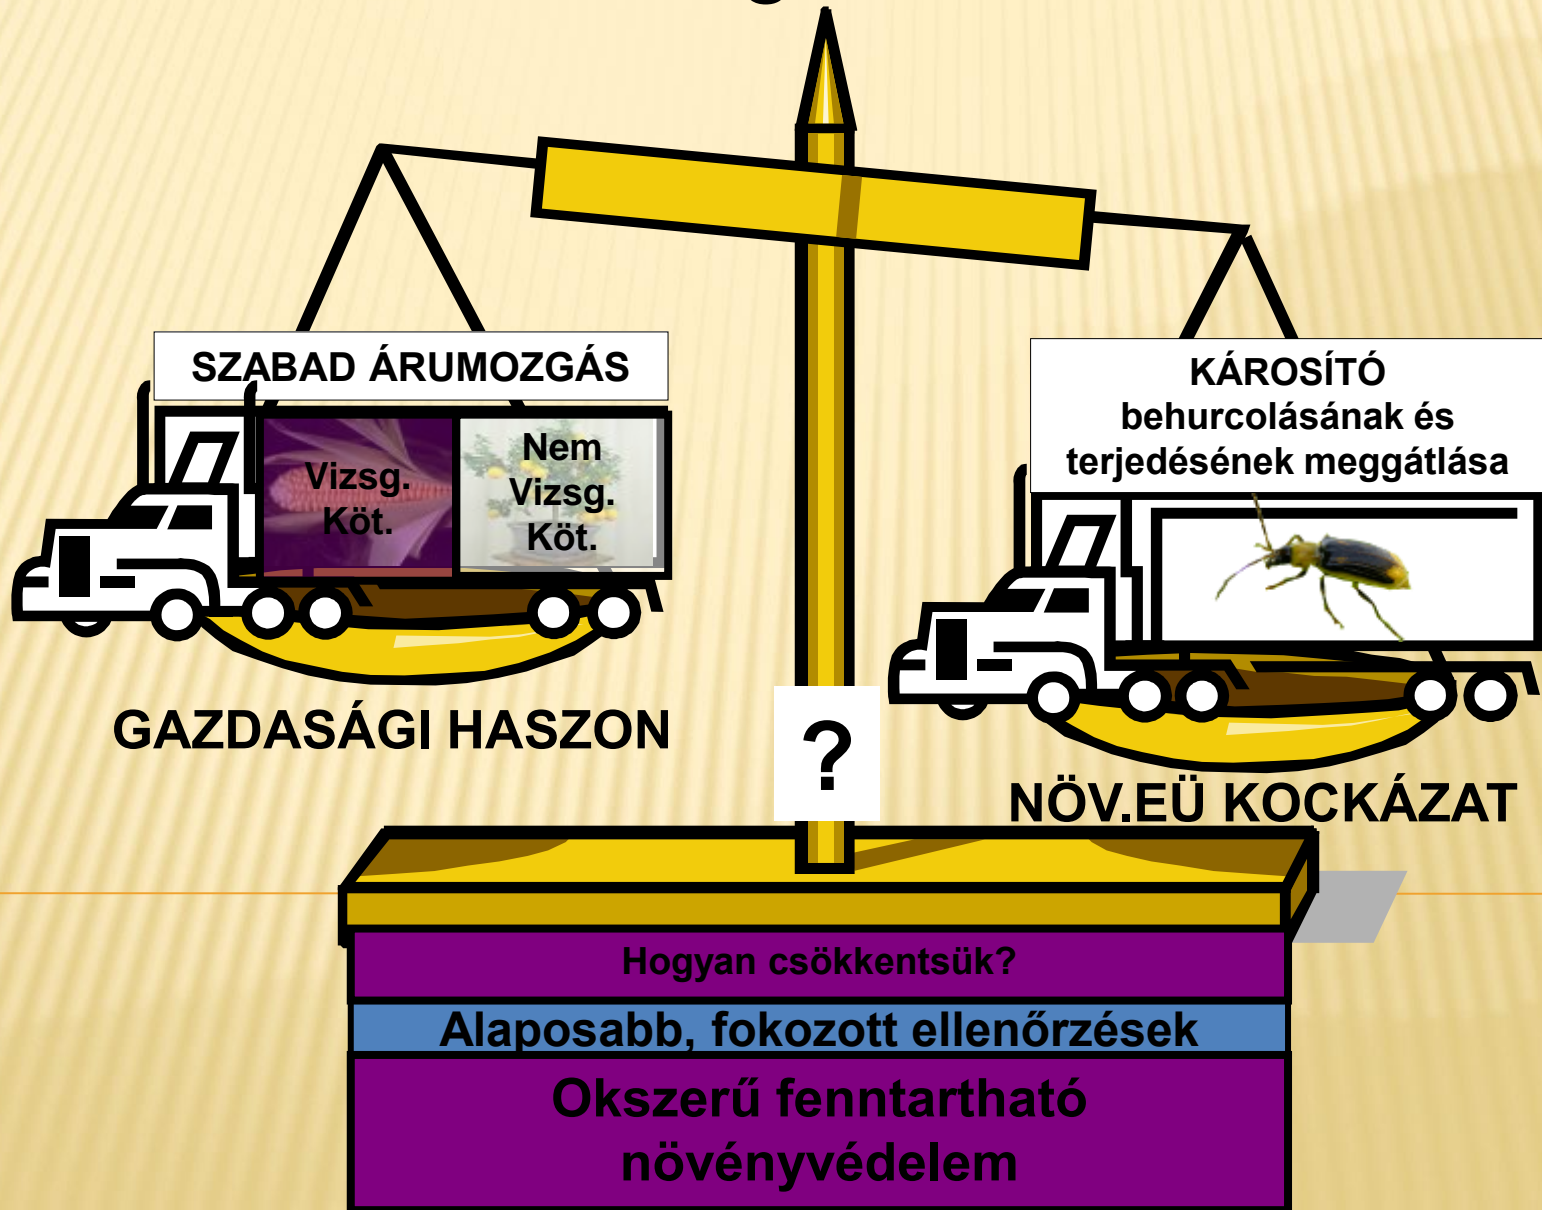 SZABAD ÁRUMOZGÁS
Vizsg.
Köt.
Nem
Vizsg.
Köt.
GAZDASÁGI HASZON
KÁROSÍTÓ
behurcolásának és
terjedésének meggátlása
NÖV.EÜ KOCKÁZAT
?
Hogyan csökkentsük?
Alaposabb, fokozott ellenőrzések
Okszerű fenntartható
növényvédelem